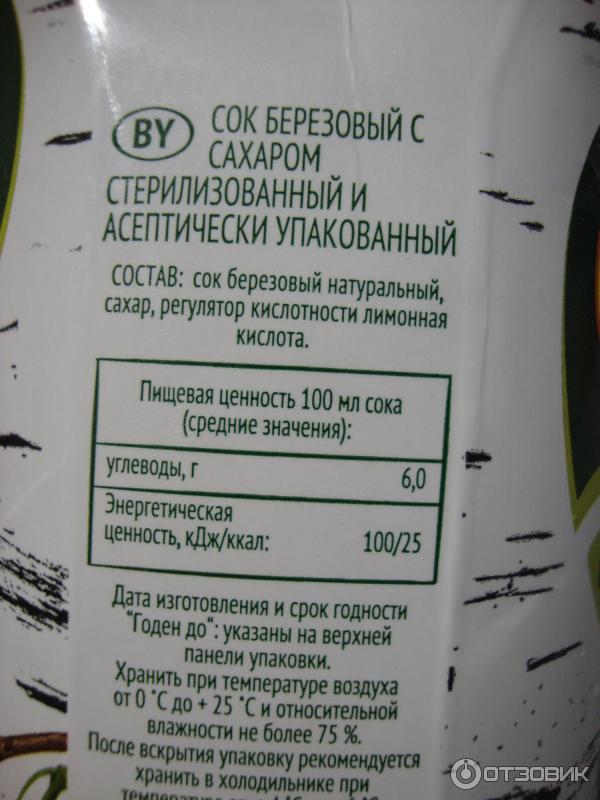 BY
СОК БЕРЕЗОВЫЙ С
САХАРОМ
СТЕРИЛИЗОВАННЫЙ И
АСЕПТИЧЕСКИ УПАКОВАННЫЙ
СОСТАВ: сок березовый натуральный,
сахар, регулятор кислотности лимонная
кислота.
Пищевая ценность 100 мл сока
(средние значения):
углеводы, г 6,0
Энергетическая
ценность, кДж/ккал: 100/25
Дата изготовления и срок годности
"Годен до": указаны на верхней
панели упаковки.
Хранить при температуре воздуха
от 0 ˚С до + 25 ˚С и относительной
влажности не более 75 %.
После вскрытия упаковку рекомендуется
хранить в холодильнике при
температуре
ОТЗОВИК